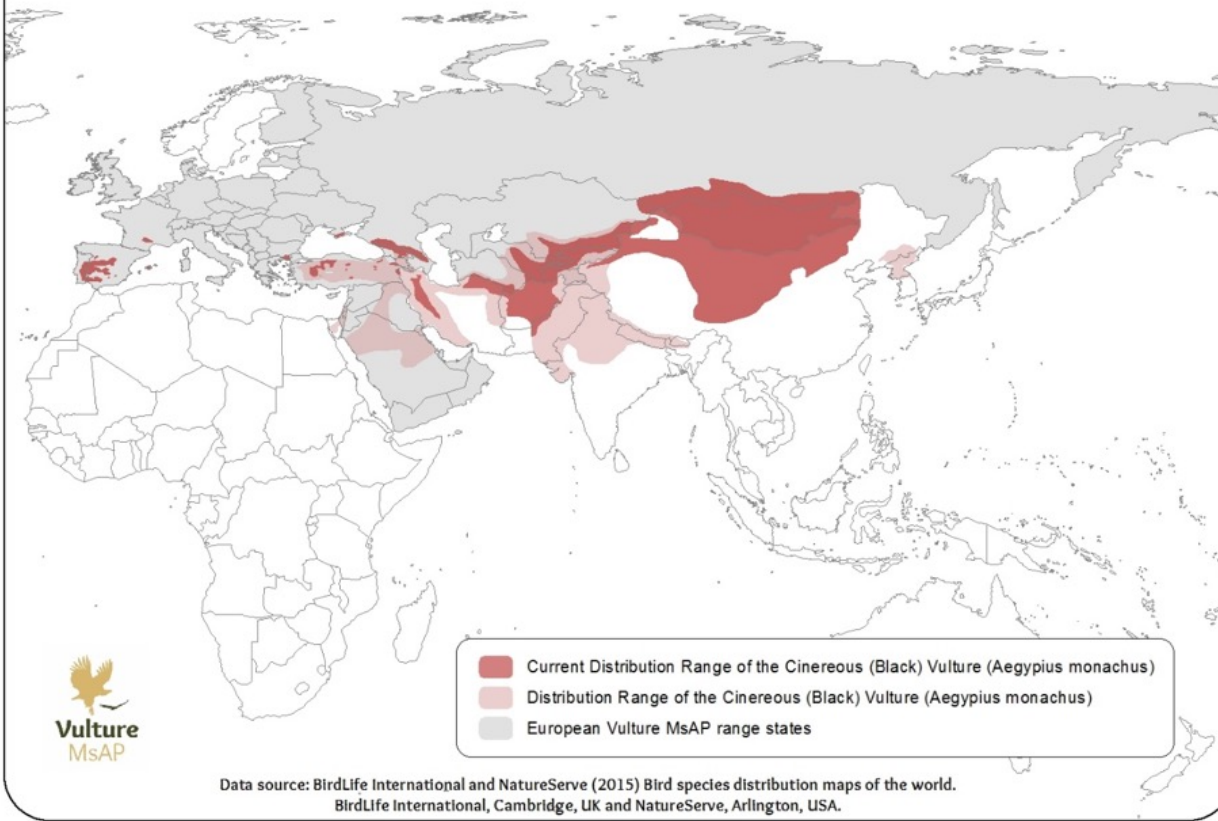 Current Distribution Range of the Cinereous (Black) Vulture (Aegypius monachus)
Distribution Range of the Cinereous (Black) Vulture (Aegypius monachus)
European Vulture MsAP range states
Vulture
MsAP
Data source: BirdLife International and NatureServe (2015) Bird species distribution maps of the world.
BirdLife International, Cambridge, UK and NatureServe, Arlington, USA.